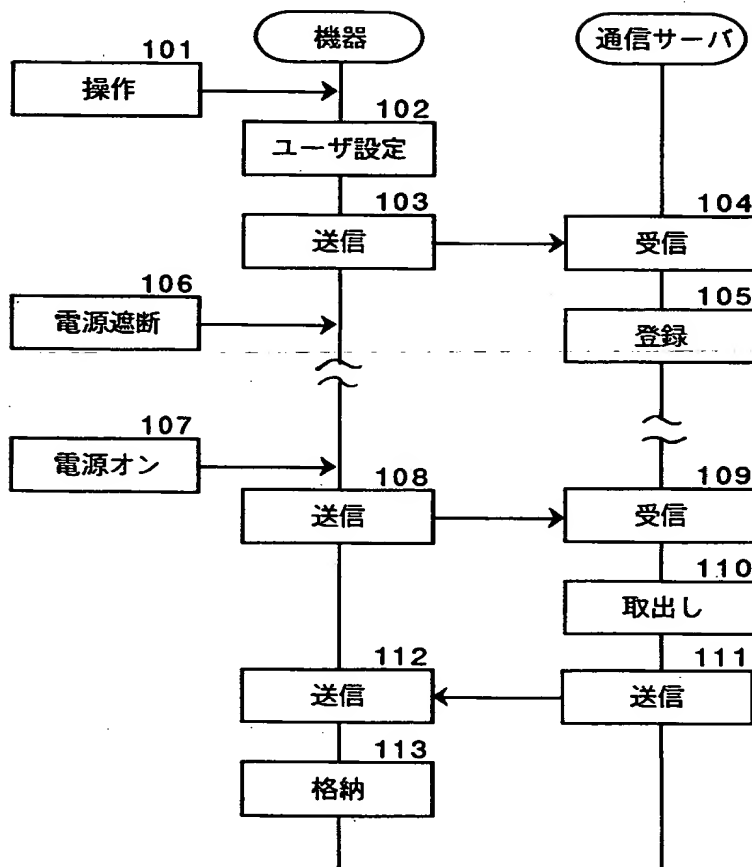 機器
通信サーバ
101
操作
102
ユーザ設定
103
送信
104
受信
105
登録
106
電源遮断
107
電源オン
108
送信
109
受信
110
取出し
111
送信
112
送信
113
格納